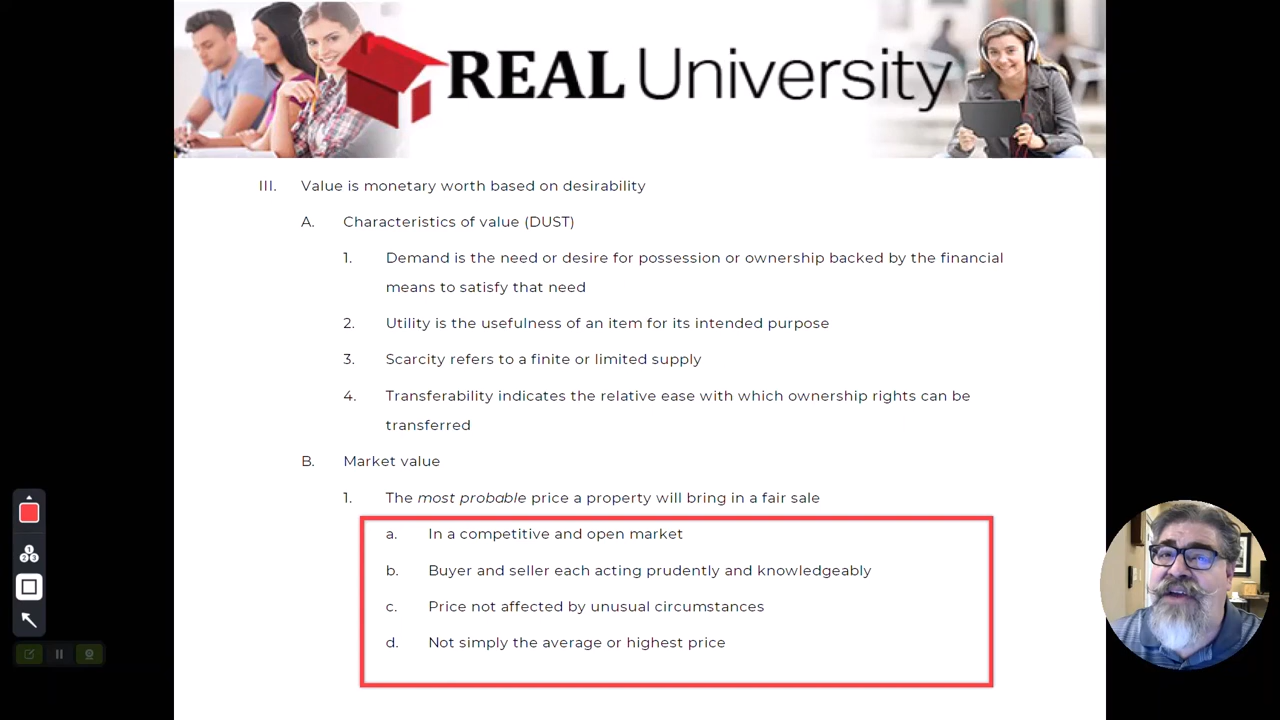 REAL University
III. Value is monetary worth based on desirability
A. Characteristics of value (DUST)
1. Demand is the need or desire for possession or ownership backed by the financial
means to satisfy that need
2. Utility is the usefulness of an item for its intended purpose
3. Scarcity refers to a finite or limited supply
4. Transferability indicates the relative ease with which ownership rights can be
transferred
B. Market value
1. The most probable price a property will bring in a fair sale
a. In a competitive and open market
b. Buyer and seller each acting prudently and knowledgeably
c. Price not affected by unusual circumstances
d. Not simply the average or highest price